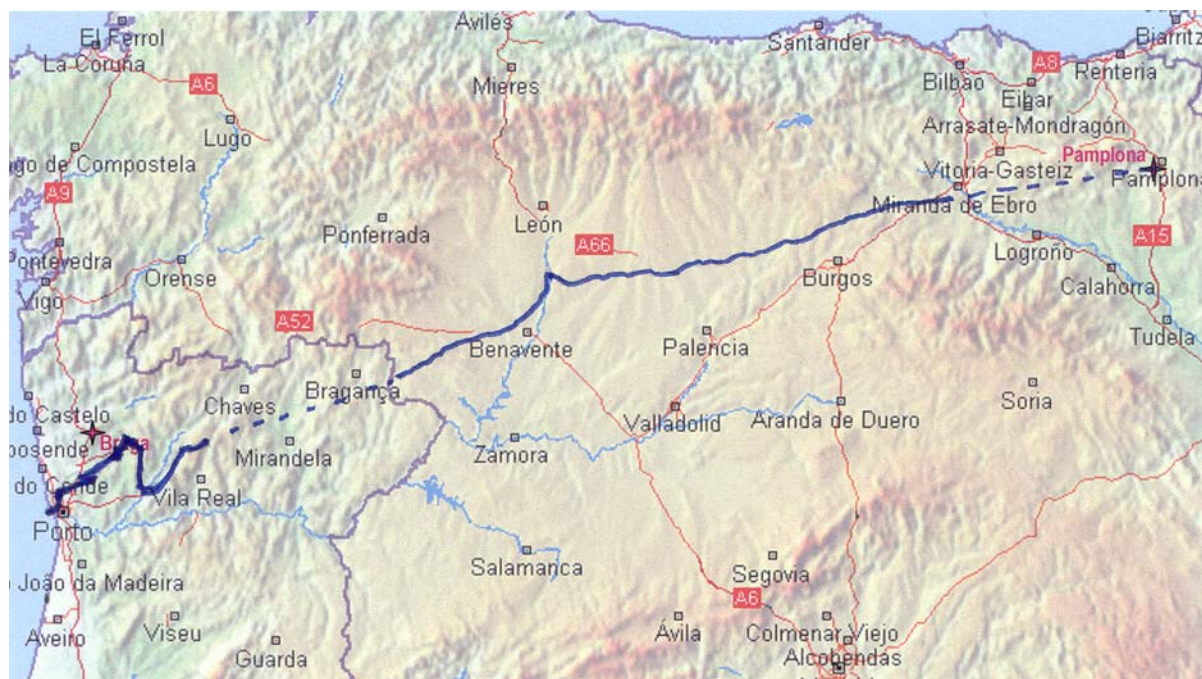 El Ferrol
La Coruña
A6
Lugo
ago de Compostela
A9
Pontevedra
Vigo
Orense
Ponferrada
Avilés
Mieres
León
A66
Santander
A8
Bilbao
Eibar
Renteria
Biarritz
Arrasate-Mondragón
Vitoria-Gasteiz
Pamplona
Pamplona
Miranda de Ebro
Logroño
A15
Calahorra
Tudela
Burgos
A52
Benavente
Palencia
Bragança
Chaves
do Castelo
Braga
posende
Mirandela
do Conde
Vila Real
Porto
Zamora
Valladolid
Aranda de Duero
Soria
Salamanca
Segovia
A6
João da Madeira
Aveiro
Viseu
Guarda
Ávila
Colmenar Viejo
Alcobendas